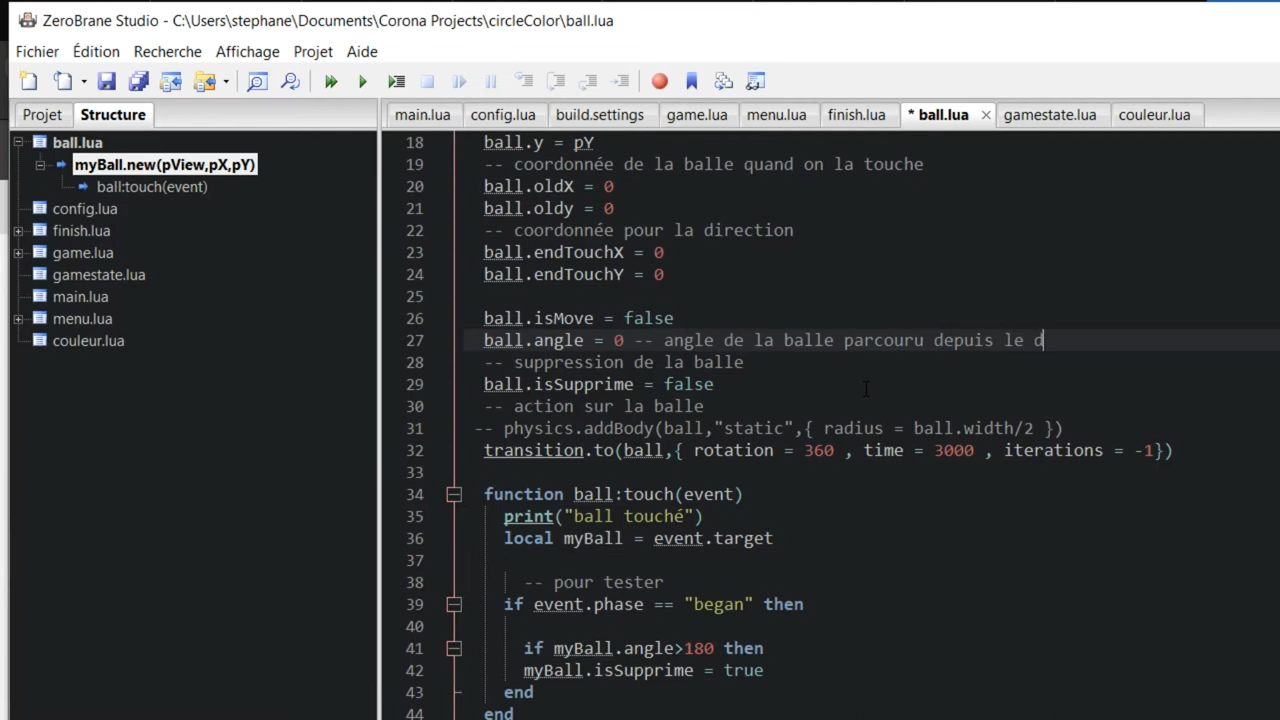 ZeroBrane Studio - C:\Users\stephane\Documents\Corona Projects\circleColor\ball.lua
Fichier Édition Recherche Affichage Projet Aide
Projet Structure
ball.lua
myBall.new(pView,pX,pY)
ball:touch(event)
config.lua
finish.lua
game.lua
gamestate.lua
main.lua
menu.lua
couleur.lua
main.lua config.lua build.settings game.lua menu.lua finish.lua * ball.lua gamestate.lua couleur.lua
18 ball.y = pY
19 -- coordonnée de la balle quand on la touche
20 ball.oldX = 0
21 ball.oldy = 0
22 -- coordonnée pour la direction
23 ball.endTouchX = 0
24 ball.endTouchY = 0
25
26 ball.isMove = false
27 ball.angle = 0 -- angle de la balle parcouru depuis le d
28 -- suppression de la balle
29 ball.isSupprime = false
30 -- action sur la balle
31 -- physics.addBody(ball,"static",{ radius = ball.width/2 })
32 transition.to(ball,{ rotation = 360 , time = 3000 , iterations = -1})
33
34 function ball:touch(event)
35 print("ball touché")
36 local myBall = event.target
37
38 -- pour tester
39 if event.phase == "began" then
40
41 if myBall.angle>180 then
42 myBall.isSupprime = true
43 end
44 end